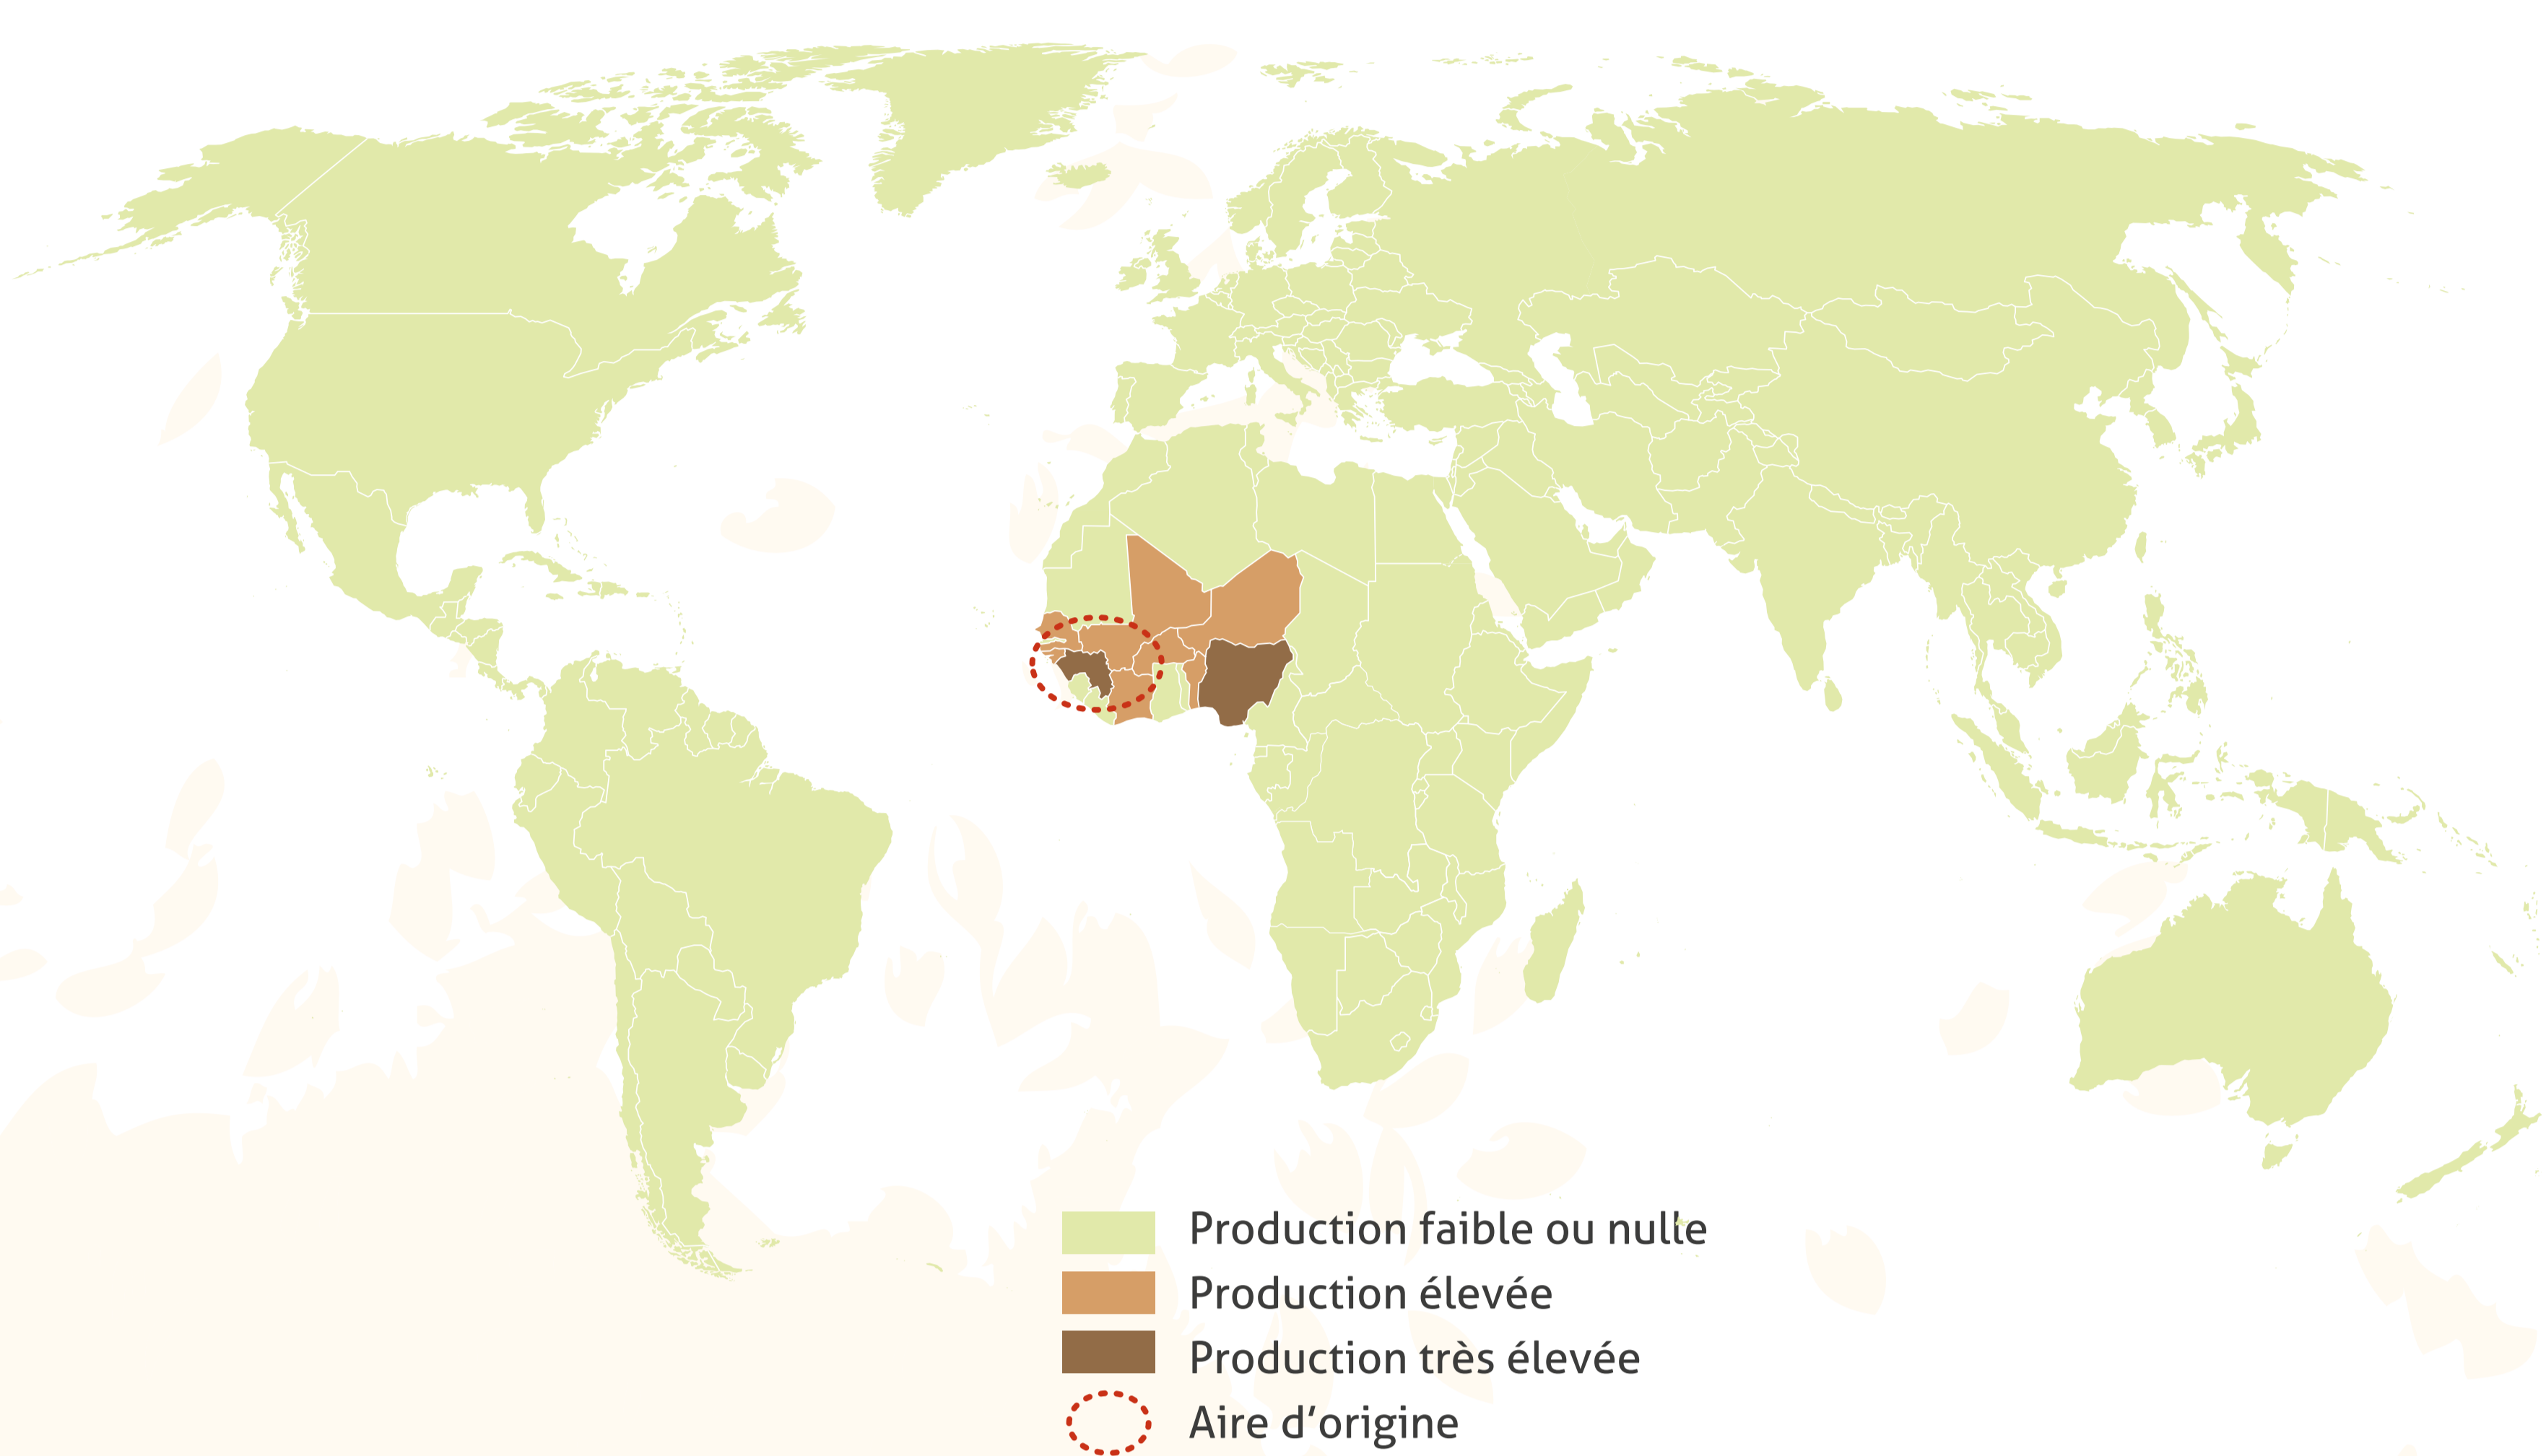 Production faible ou nulle
Production élevée
Production très élevée
Aire d’origine